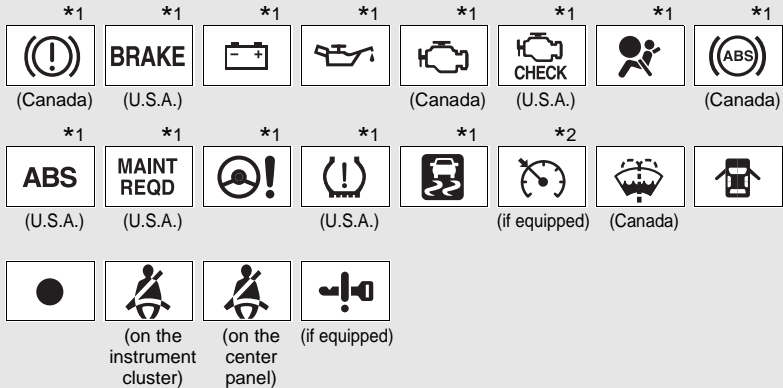 *1 *1 *1 *1 *1 *1 *1 *1
BRAKE CHECK ABS
(Canada) (U.S.A.) (Canada) (U.S.A.) (Canada)
*1 *1 *1 *1 *1 *2
ABS MAINT
REQD
(U.S.A.) (U.S.A.) (U.S.A.) (if equipped) (Canada)
(on the (on the (if equipped)
instrument center
cluster) panel)